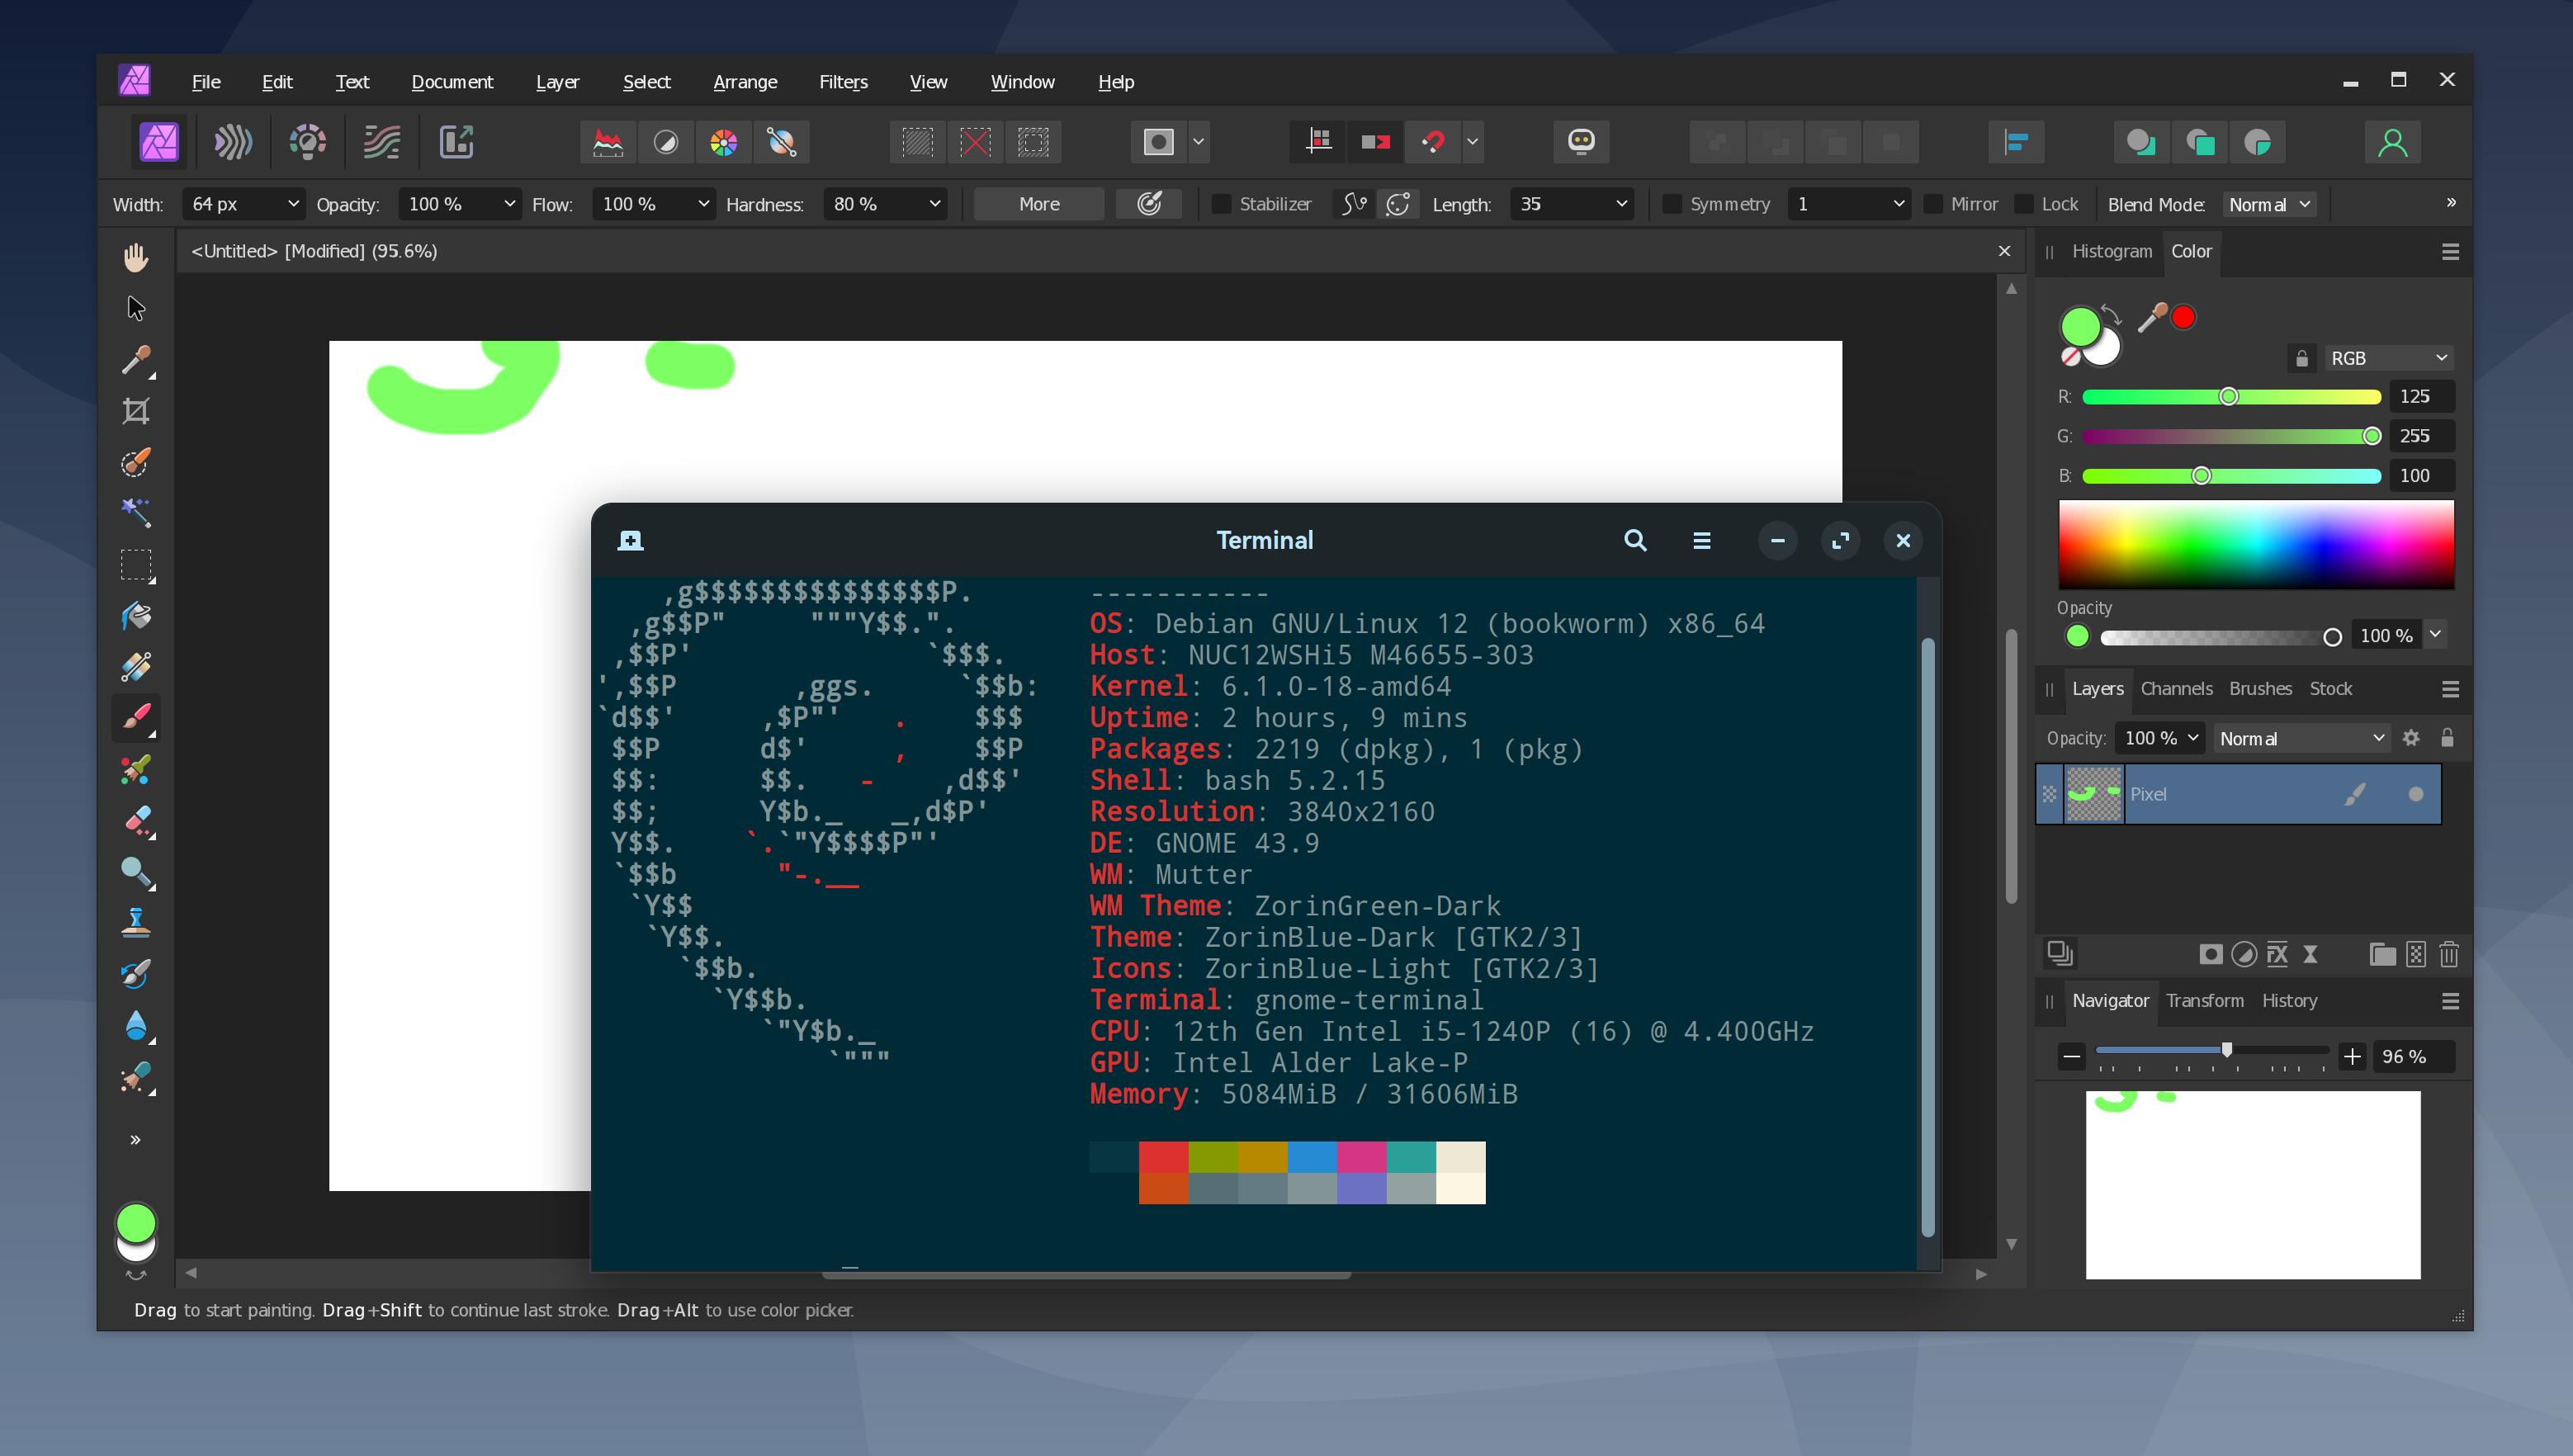 File Edit Text Document Layer Select Arrange Filters View Window Help
Width: 64 px Opacity: 100 % Flow: 100 % Hardness: 80 % More Stabilizer Length: 35 Symmetry 1 Mirror Lock Blend Mode: Normal »
<Untitled> [Modified] (95.6%)
Histogram Color
RGB
R: 125
G: 255
B: 100
Opacity
100 %
Layers Channels Brushes Stock
Opacity: 100 % Normal
Pixel
Navigator Transform History
96 %
Terminal
,g$$$$$$$$$$$$$$$P. -----------
,g$$P" """Y$$.". OS: Debian GNU/Linux 12 (bookworm) x86_64
,$$P' `$$$. Host: NUC12WSHi5 M46655-303
',$$P ,ggs. `$$b: Kernel: 6.1.0-18-amd64
`d$$' ,$P"' . $$$ Uptime: 2 hours, 9 mins
$$P d$' , $$P Packages: 2219 (dpkg), 1 (pkg)
$$: $$. - ,d$$' Shell: bash 5.2.15
$$; Y$b._ _,d$P' Resolution: 3840x2160
Y$$. `.`"Y$$$$P"' DE: GNOME 43.9
`$$b "-.__ WM: Mutter
`Y$$ WM Theme: ZorinGreen-Dark
`Y$$. Theme: ZorinBlue-Dark [GTK2/3]
`$$b. Icons: ZorinBlue-Light [GTK2/3]
`Y$$b. Terminal: gnome-terminal
`"Y$b._ CPU: 12th Gen Intel i5-1240P (16) @ 4.400GHz
`""" GPU: Intel Alder Lake-P
Memory: 5084MiB / 31606MiB
Drag to start painting. Drag+Shift to continue last stroke. Drag+Alt to use color picker.